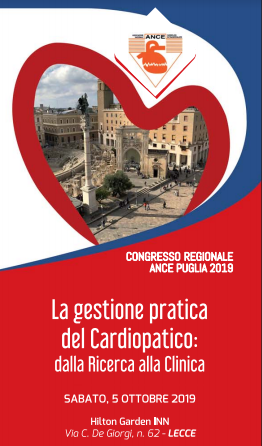 ANCE
CONGRESSO REGIONALE
ANCE PUGLIA 2019
La gestione pratica
del Cardiopatico:
dalla Ricerca alla Clinica
SABATO, 5 OTTOBRE 2019
Hilton Garden INN
Via C. De Giorgi, n. 62 - LECCE